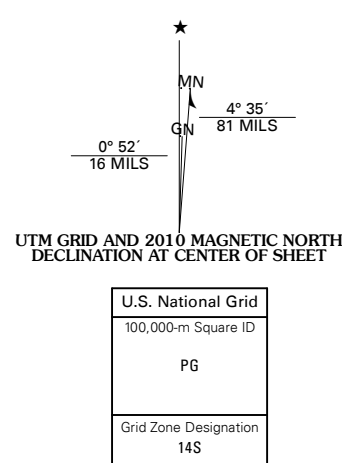 ★
MN
4° 35´
81 MILS
GN
0° 52´
16 MILS
UTM GRID AND 2010 MAGNETIC NORTH
DECLINATION AT CENTER OF SHEET
U.S. National Grid
100,000-m Square ID
PG
Grid Zone Designation
14S